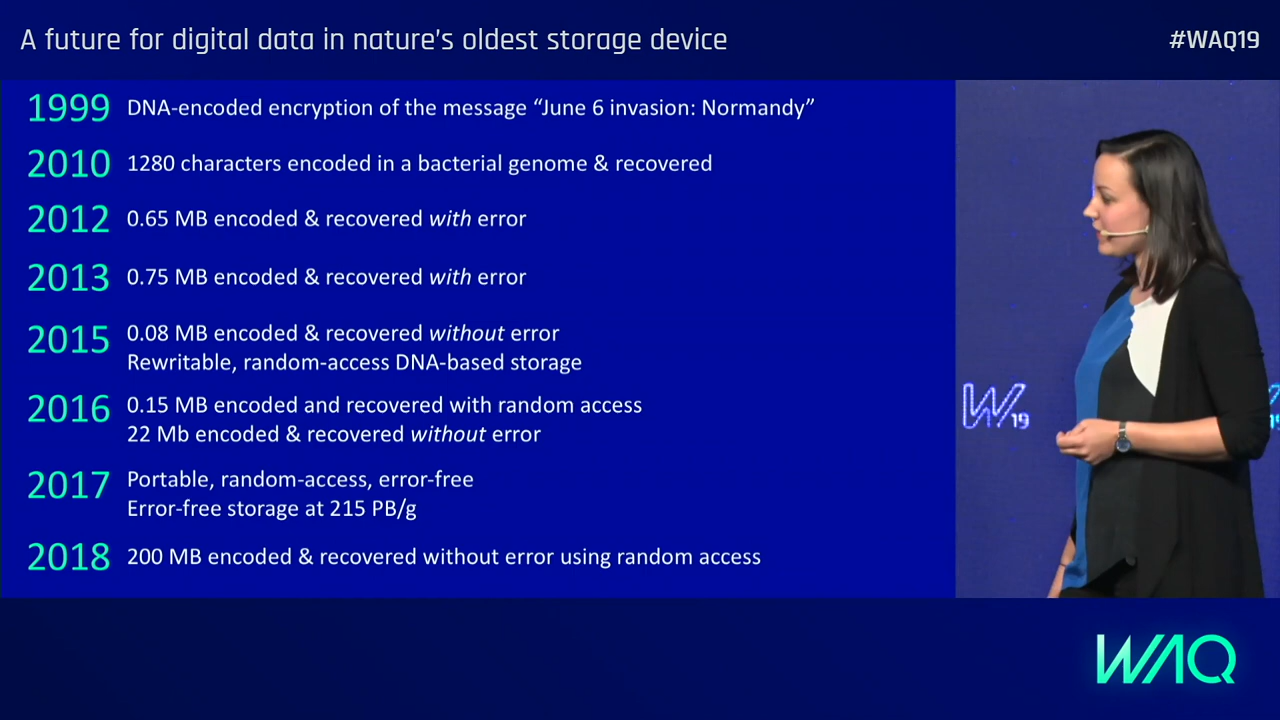 A future for digital data in nature's oldest storage device
#WAQ19
1999 DNA-encoded encryption of the message “June 6 invasion: Normandy”
2010 1280 characters encoded in a bacterial genome & recovered
2012 0.65 MB encoded & recovered with error
2013 0.75 MB encoded & recovered with error
2015 0.08 MB encoded & recovered without error
Rewritable, random-access DNA-based storage
2016 0.15 MB encoded and recovered with random access
22 Mb encoded & recovered without error
2017 Portable, random-access, error-free
Error-free storage at 215 PB/g
2018 200 MB encoded & recovered without error using random access
W19
WAQ